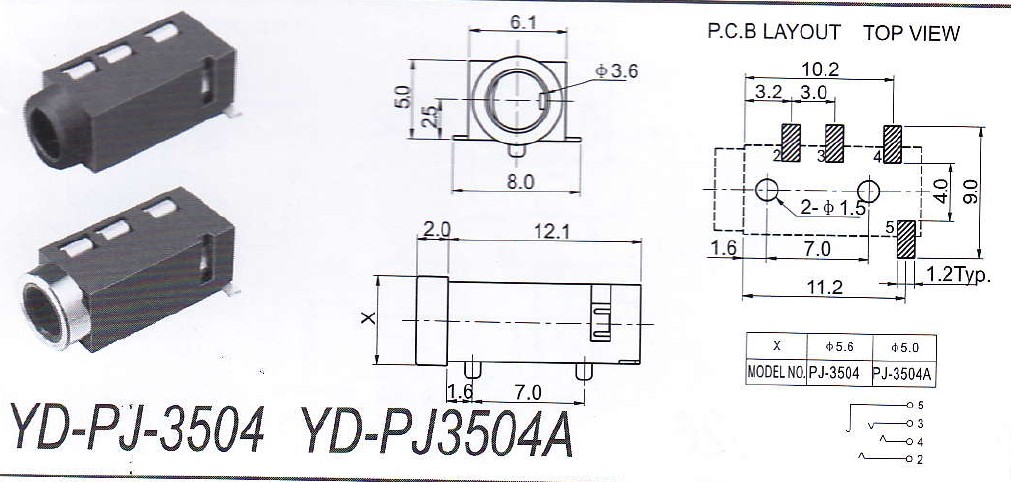 6.1
φ3.6
5.0
2.5
8.0
P.C.B LAYOUT TOP VIEW
10.2
3.2 3.0
2 3 4
4.0
9.0
2-φ1.5
5
1.6 7.0
1.2Typ.
11.2
2.0 12.1
X
1.6 7.0
X φ5.6 φ5.0
MODEL NO. PJ-3504 PJ-3504A
5
3
4
2
YD-PJ-3504 YD-PJ3504A